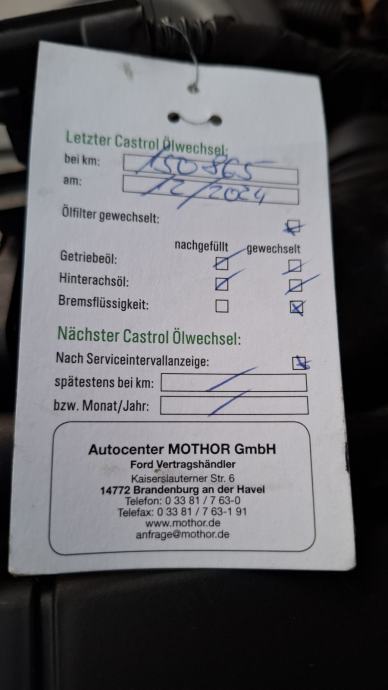 Letzter Castrol Ölwechsel:
bei km: 150865
am: 12/2024
Ölfilter gewechselt:
nachgefüllt gewechselt
Getriebeöl:
Hinterachsöl:
Bremsflüssigkeit:
Nächster Castrol Ölwechsel:
Nach Serviceintervallanzeige:
spätestens bei km:
bzw. Monat/Jahr:
Autocenter MOTHOR GmbH
Ford Vertragshändler
Kaiserslauterner Str. 6
14772 Brandenburg an der Havel
Telefon: 0 33 81 / 7 63-0
Telefax: 0 33 81 / 7 63-1 91
www.mothor.de
anfrage@mothor.de